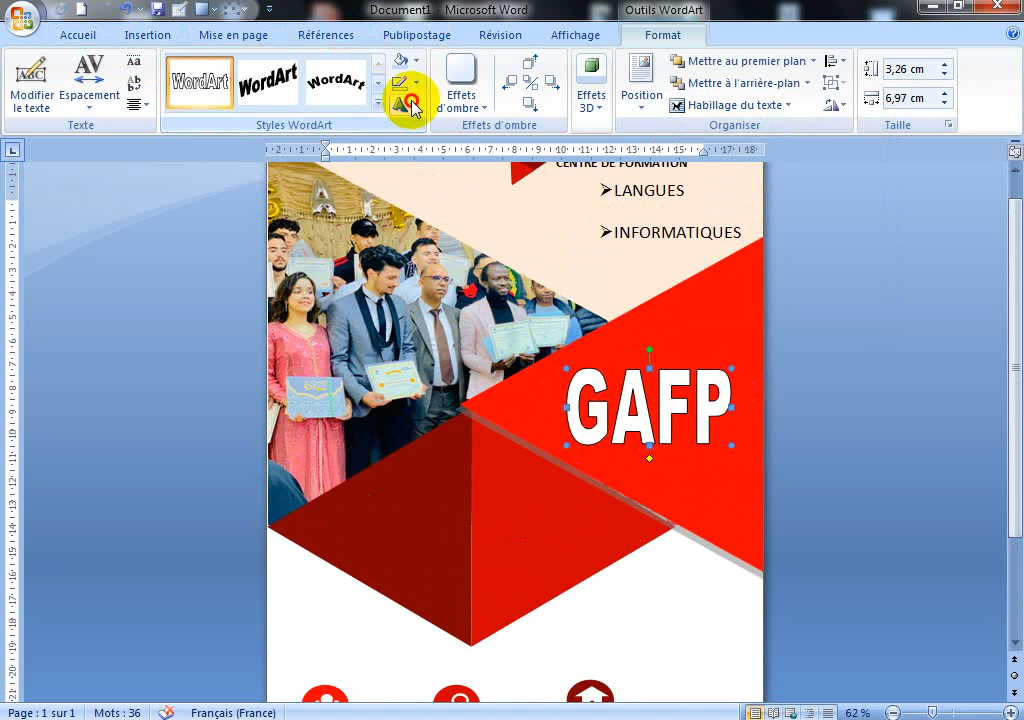 Document1 - Microsoft Word
Outils WordArt
Accueil
Insertion
Mise en page
Références
Publipostage
Révision
Affichage
Format
Modifier
le texte
Espacement
Texte
WordArt
WordArt
WordArt
Styles WordArt
Effets
d'ombre
Effets d'ombre
Effets
3D
Position
Mettre au premier plan
Mettre à l'arrière-plan
Habillage du texte
Organiser
3,26 cm
6,97 cm
Taille
CENTRE DE FORMATION
➢LANGUES
➢INFORMATIQUES
GAFP
Page : 1 sur 1
Mots : 36
Français (France)
62 %